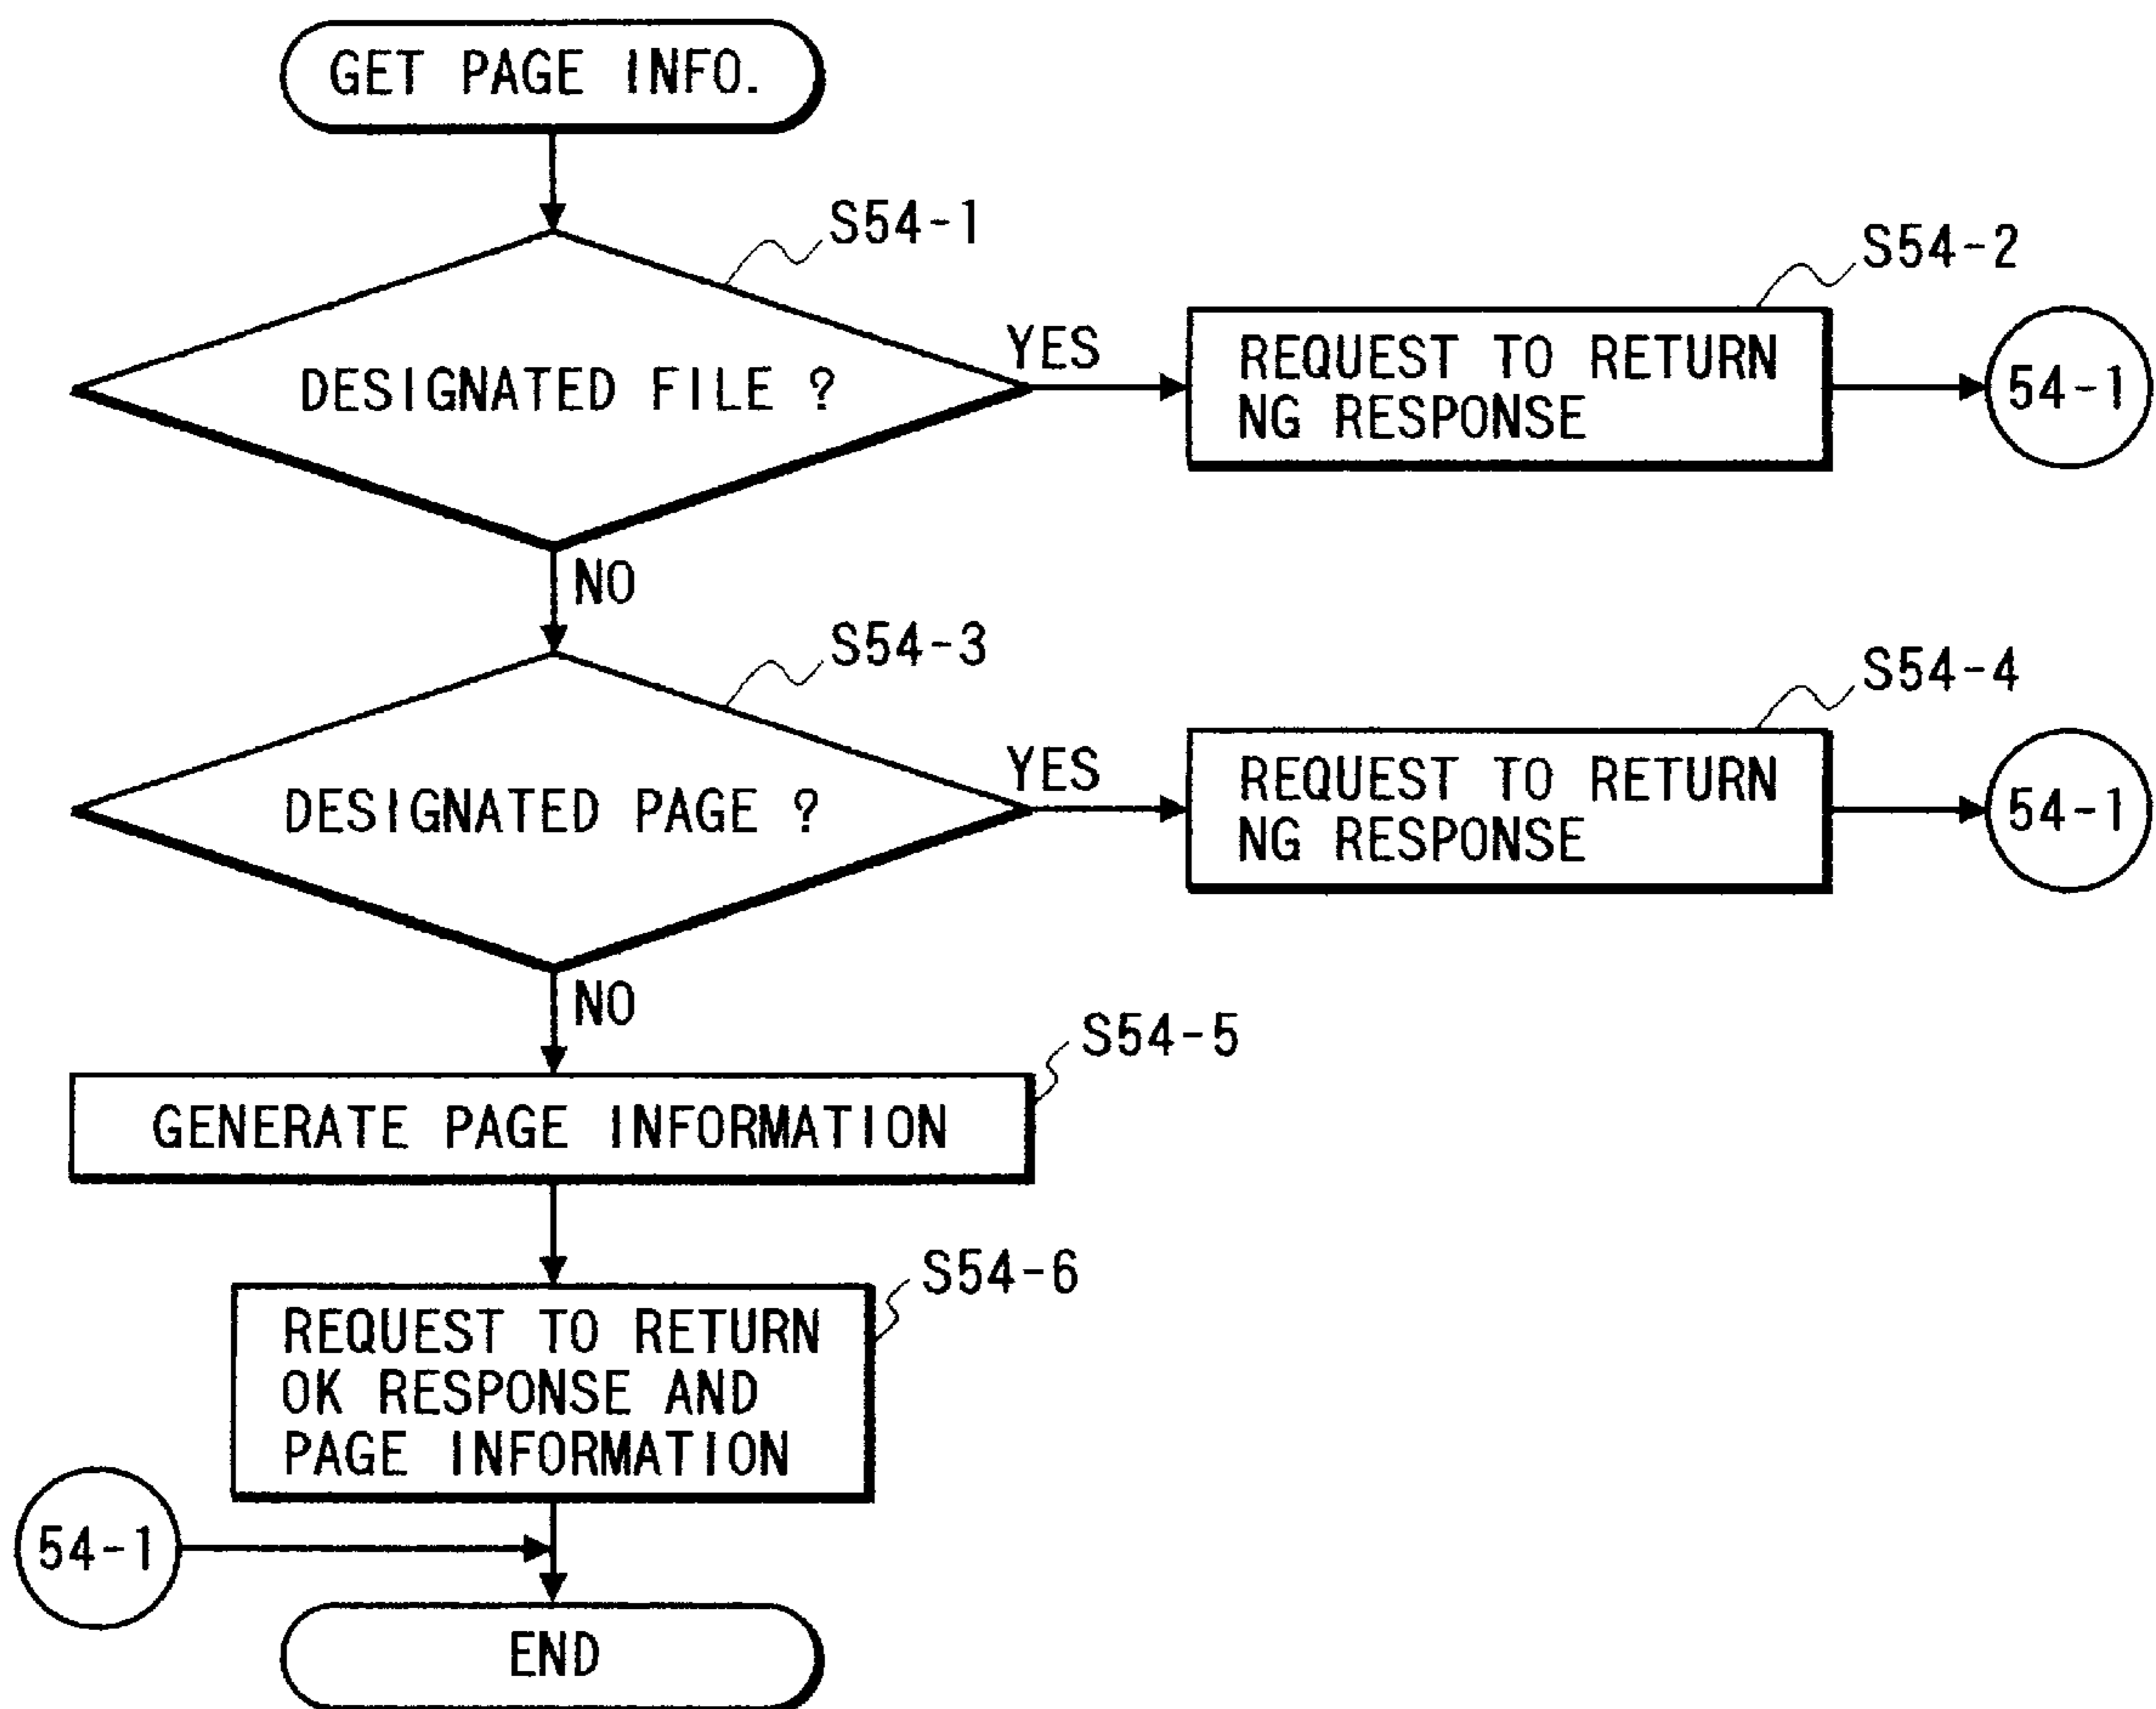 GET PAGE INFO.
S54-1
DESIGNATED FILE ?
YES
S54-2
REQUEST TO RETURN
NG RESPONSE
54-1
NO
S54-3
DESIGNATED PAGE ?
YES
S54-4
REQUEST TO RETURN
NG RESPONSE
54-1
NO
S54-5
GENERATE PAGE INFORMATION
S54-6
REQUEST TO RETURN
OK RESPONSE AND
PAGE INFORMATION
54-1
END